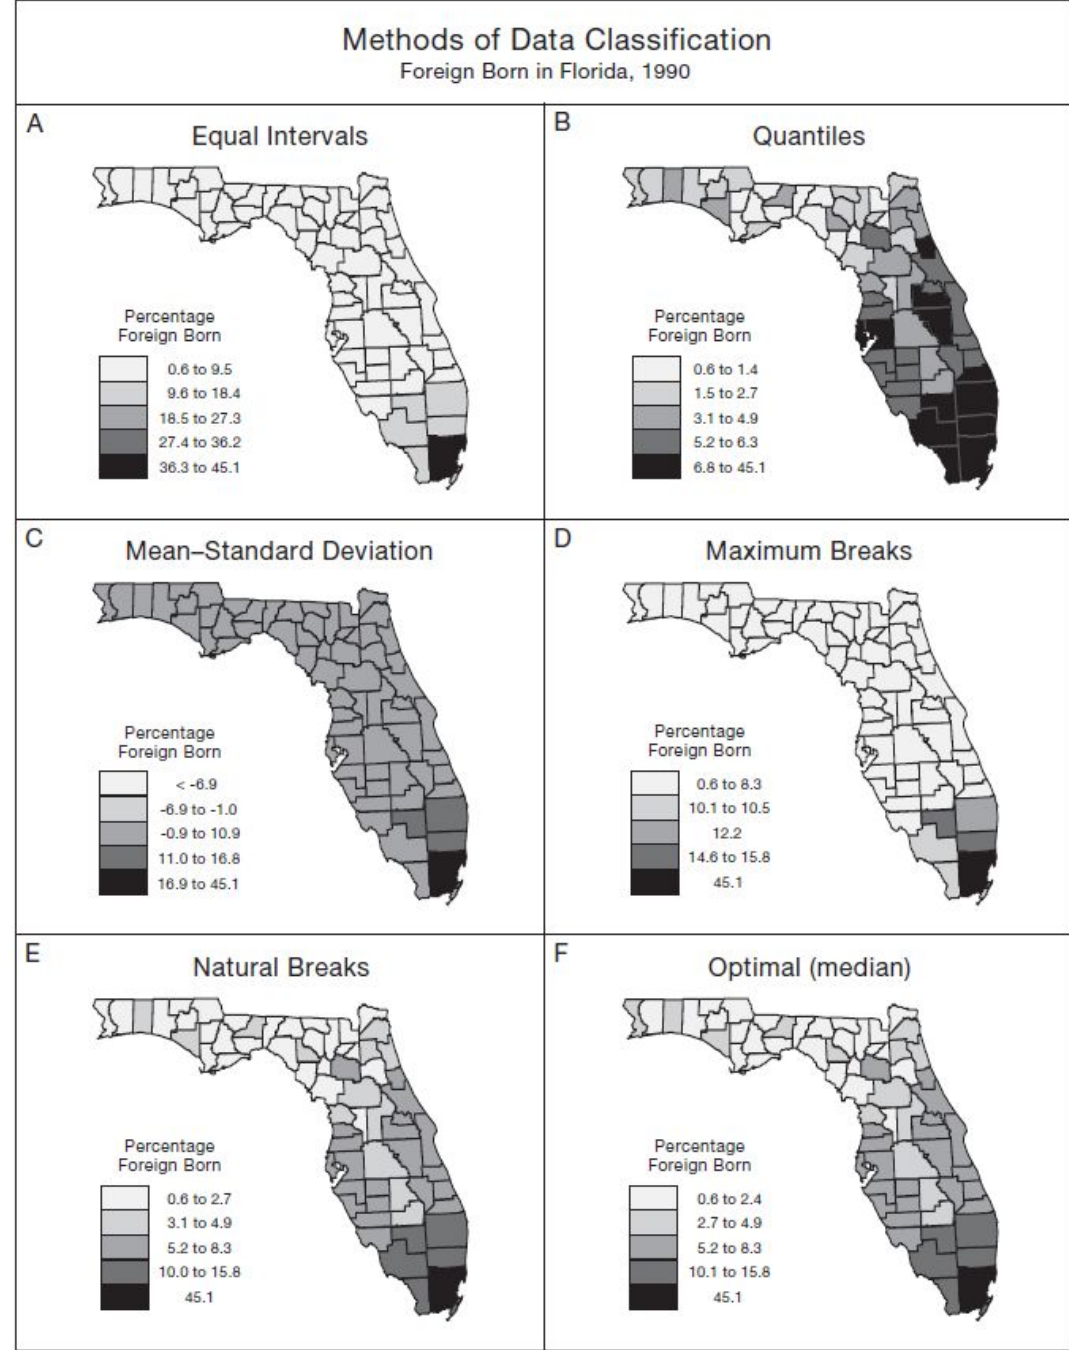 Methods of Data Classification
Foreign Born in Florida, 1990
A
Equal Intervals
Percentage
Foreign Born
0.6 to 9.5
9.6 to 18.4
18.5 to 27.3
27.4 to 36.2
36.3 to 45.1
B
Quantiles
Percentage
Foreign Born
0.6 to 1.4
1.5 to 2.7
3.1 to 4.9
5.2 to 6.3
6.8 to 45.1
C
Mean–Standard Deviation
Percentage
Foreign Born
< -6.9
-6.9 to -1.0
-0.9 to 10.9
11.0 to 16.8
16.9 to 45.1
D
Maximum Breaks
Percentage
Foreign Born
0.6 to 8.3
10.1 to 10.5
12.2
14.6 to 15.8
45.1
E
Natural Breaks
Percentage
Foreign Born
0.6 to 2.7
3.1 to 4.9
5.2 to 8.3
10.0 to 15.8
45.1
F
Optimal (median)
Percentage
Foreign Born
0.6 to 2.4
2.7 to 4.9
5.2 to 8.3
10.1 to 15.8
45.1